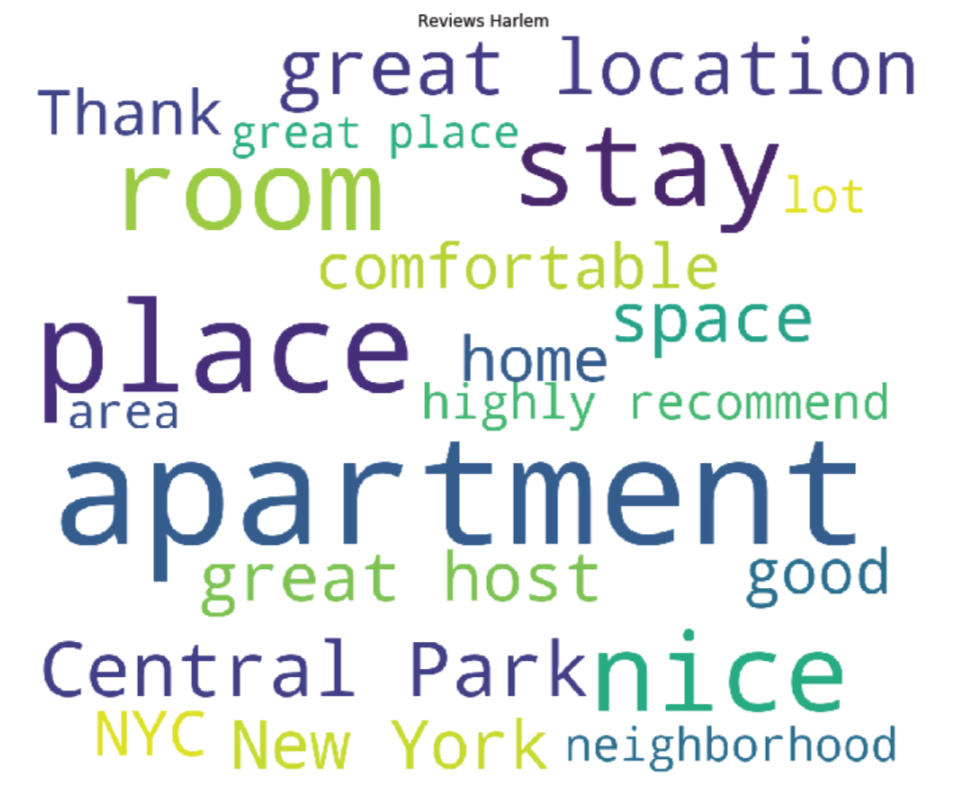 Reviews Harlem
great location
Thank
great place
stay
room
lot
comfortable
place
space
home
area
highly recommend
apartment
great host
good
Central Park
nice
NYC
New York
neighborhood